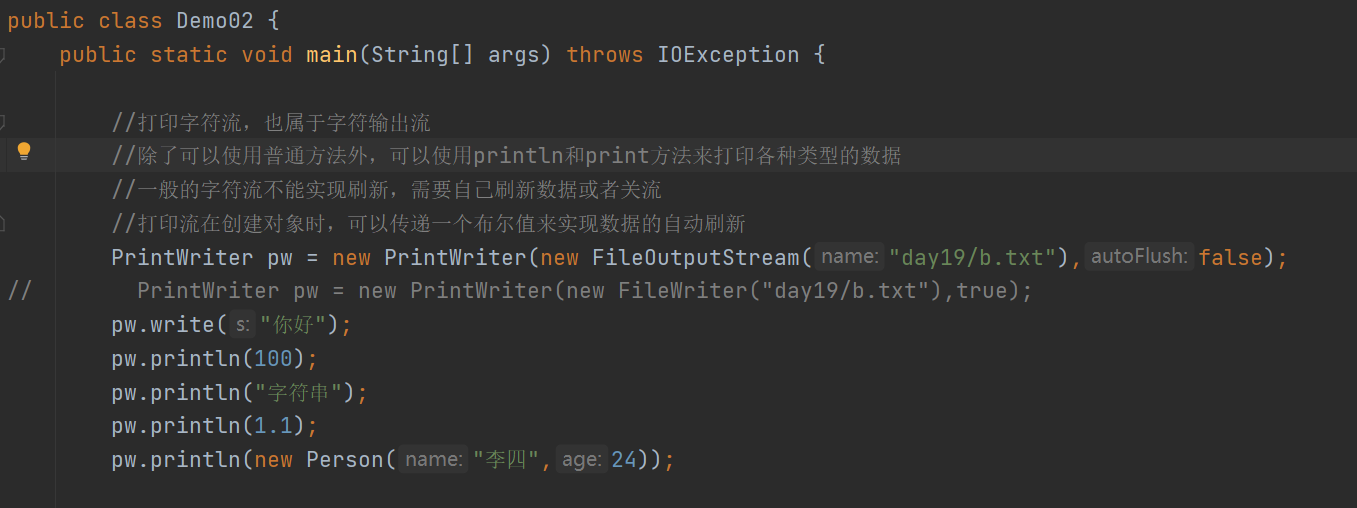 public class Demo02 {
public static void main(String[] args) throws IOException {
//打印字符流，也属于字符输出流
//除了可以使用普通方法外，可以使用println和print方法来打印各种类型的数据
//一般的字符流不能实现刷新，需要自己刷新数据或者关流
//打印流在创建对象时，可以传递一个布尔值来实现数据的自动刷新
PrintWriter pw = new PrintWriter(new FileOutputStream( name: "day19/b.txt"), autoFlush: false);
// PrintWriter pw = new PrintWriter(new FileWriter("day19/b.txt"),true);
pw.write( s: "你好");
pw.println(100);
pw.println("字符串");
pw.println(1.1);
pw.println(new Person( name: "李四", age: 24));